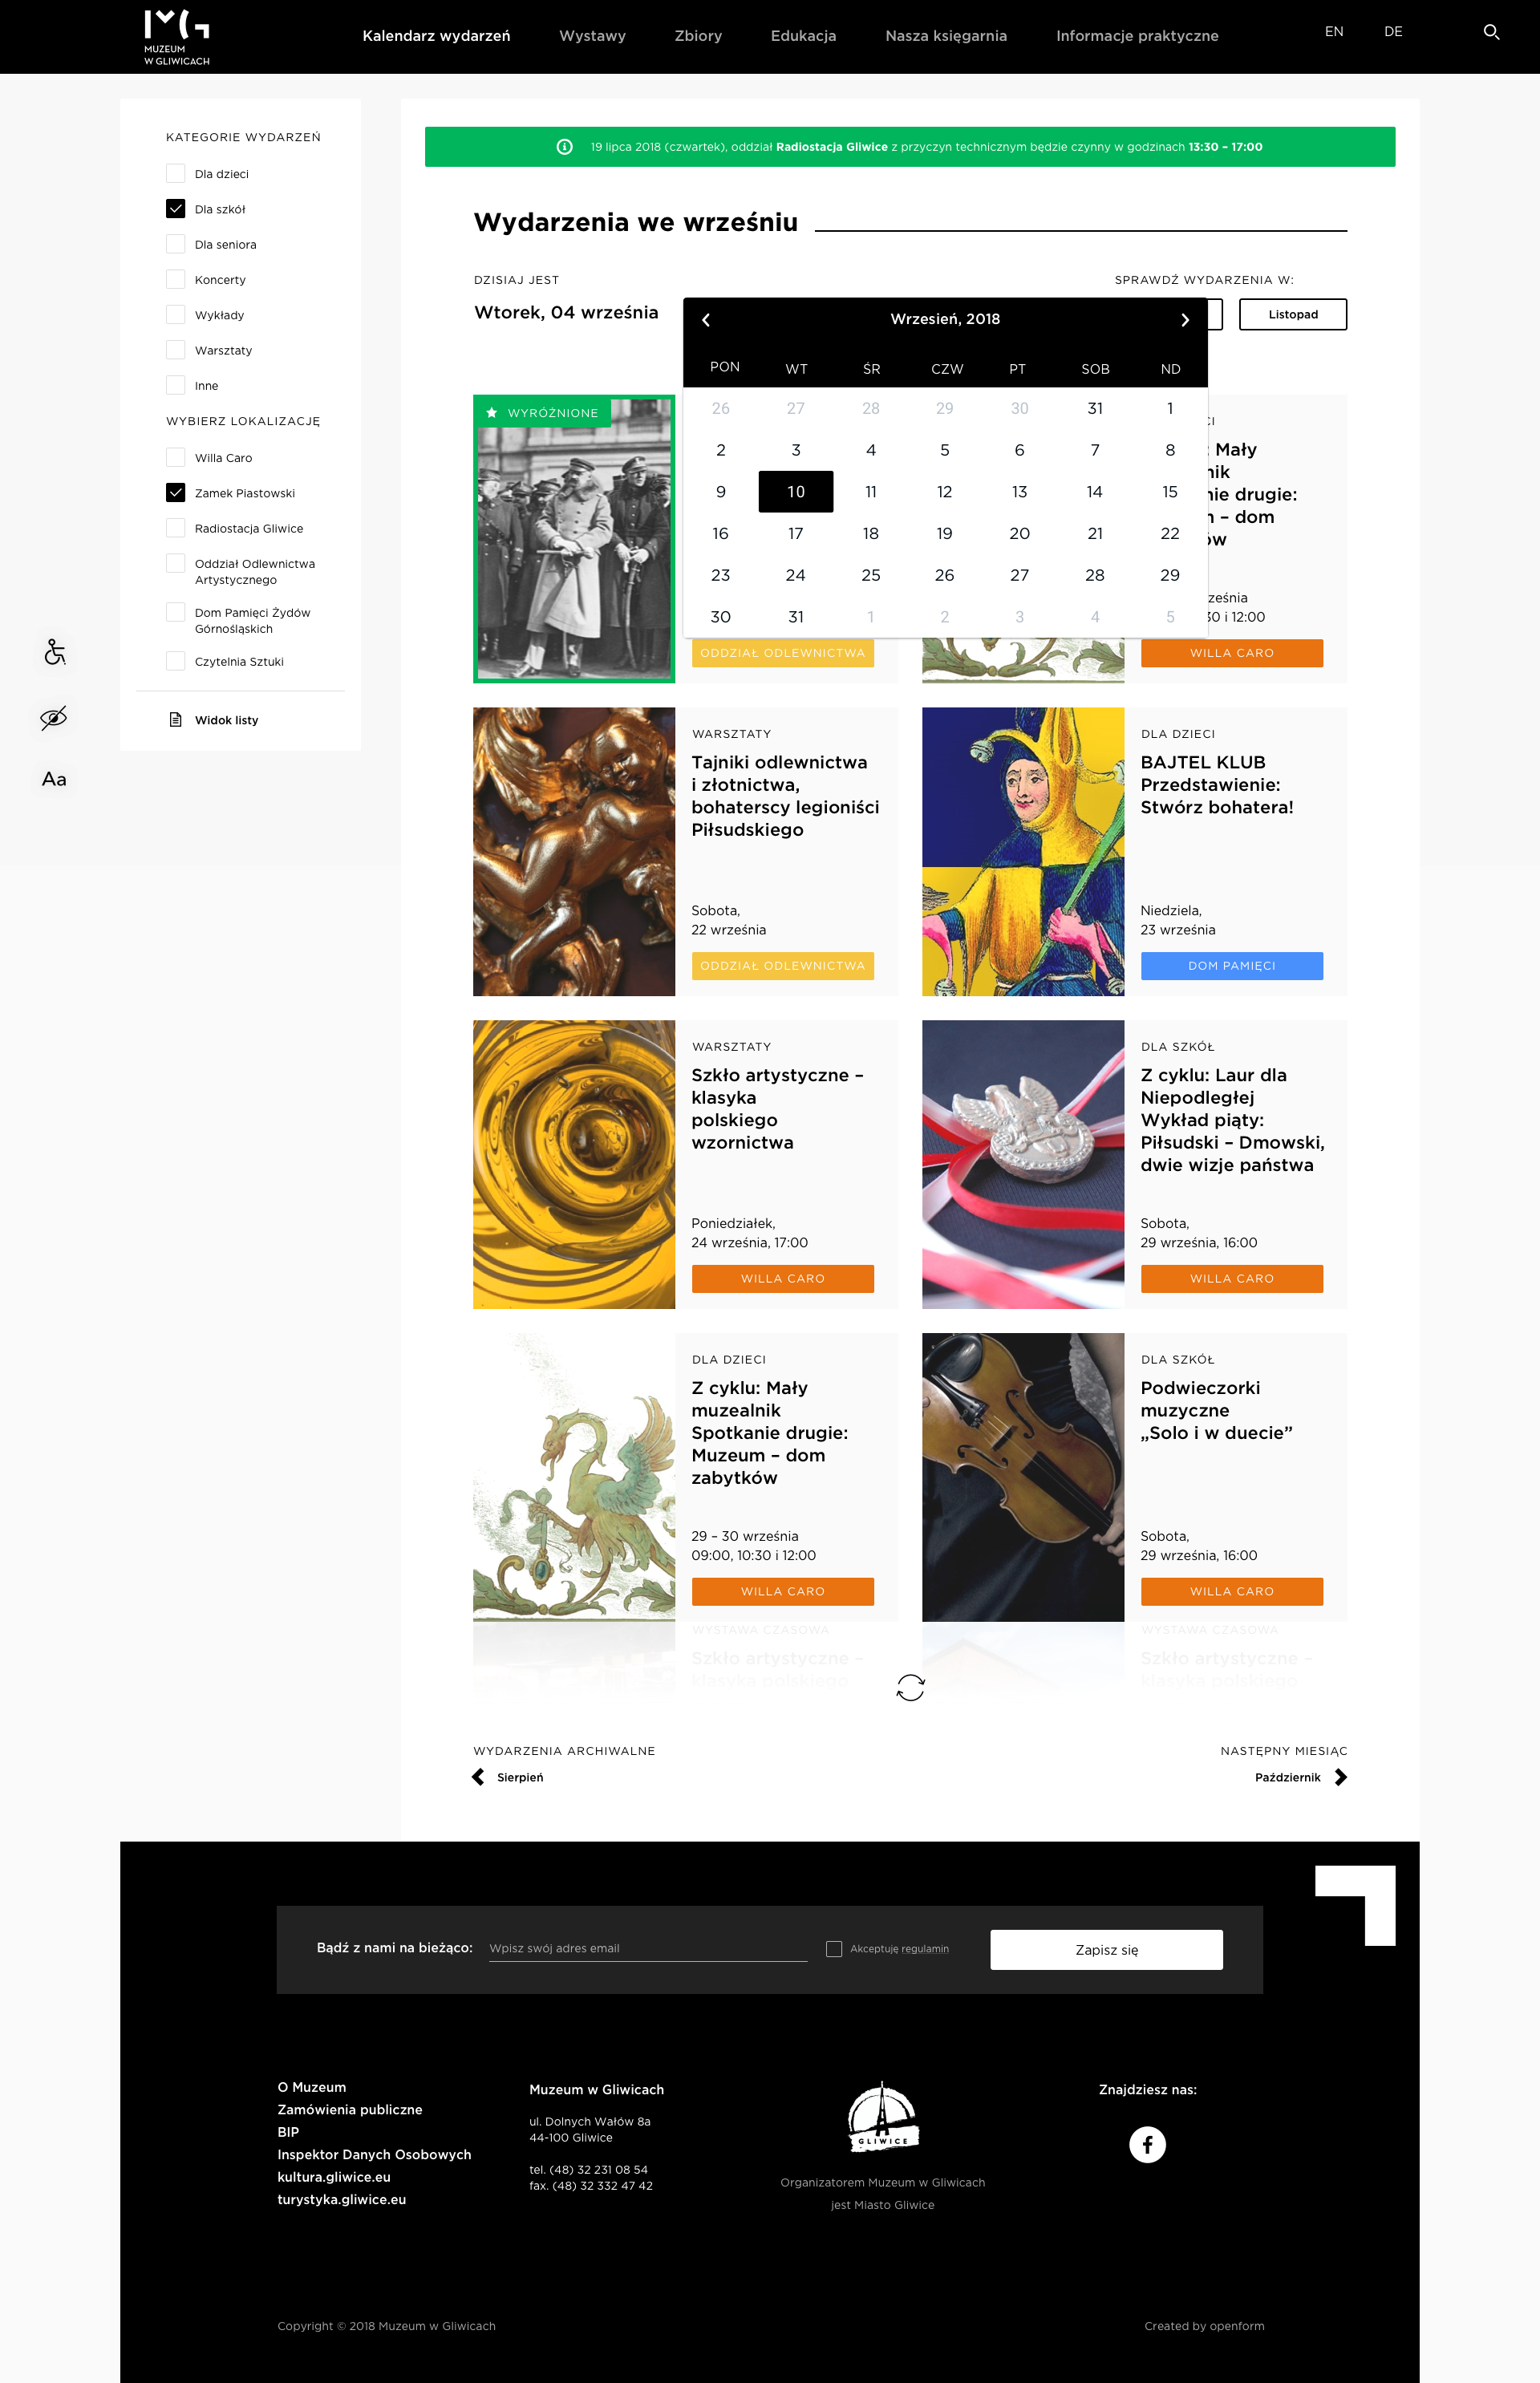 MUZEUM
W GLIWICACH
Kalendarz wydarzeń
Wystawy
Zbiory
Edukacja
Nasza księgarnia
Informacje praktyczne
EN
DE
KATEGORIE WYDARZEŃ
Dla dzieci
Dla szkół
Dla seniora
Koncerty
Wykłady
Warsztaty
Inne
WYBIERZ LOKALIZACJĘ
Willa Caro
Zamek Piastowski
Radiostacja Gliwice
Oddział Odlewnictwa
Artystycznego
Dom Pamięci Żydów
Górnośląskich
Czytelnia Sztuki
Widok listy
Aa
19 lipca 2018 (czwartek), oddział Radiostacja Gliwice z przyczyn technicznym będzie czynny w godzinach 13:30 – 17:00
Wydarzenia we wrześniu
DZISIAJ JEST
Wtorek, 04 września
SPRAWDŹ WYDARZENIA W:
Listopad
Wrzesień, 2018
PON WT ŚR CZW PT SOB ND
26 27 28 29 30 31 1
2 3 4 5 6 7 8
9 10 11 12 13 14 15
16 17 18 19 20 21 22
23 24 25 26 27 28 29
30 31 1 2 3 4 5
WYRÓŻNIONE
ODDZIAŁ ODLEWNICTWA
Mały
nik
nie drugie:
– dom
ów
ześnia
30 i 12:00
WILLA CARO
WARSZTATY
Tajniki odlewnictwa
i złotnictwa,
bohaterscy legioniści
Piłsudskiego
Sobota,
22 września
ODDZIAŁ ODLEWNICTWA
DLA DZIECI
BAJTEL KLUB
Przedstawienie:
Stwórz bohatera!
Niedziela,
23 września
DOM PAMIĘCI
WARSZTATY
Szkło artystyczne –
klasyka
polskiego
wzornictwa
Poniedziałek,
24 września, 17:00
WILLA CARO
DLA SZKÓŁ
Z cyklu: Laur dla
Niepodległej
Wykład piąty:
Piłsudski – Dmowski,
dwie wizje państwa
Sobota,
29 września, 16:00
WILLA CARO
DLA DZIECI
Z cyklu: Mały
muzealnik
Spotkanie drugie:
Muzeum – dom
zabytków
29 – 30 września
09:00, 10:30 i 12:00
WILLA CARO
DLA SZKÓŁ
Podwieczorki
muzyczne
„Solo i w duecie”
Sobota,
29 września, 16:00
WILLA CARO
WYSTAWA CZASOWA
Szkło artystyczne –
klasyka polskiego
WYSTAWA CZASOWA
Szkło artystyczne –
klasyka polskiego
WYDARZENIA ARCHIWALNE
Sierpień
NASTĘPNY MIESIĄC
Październik
Bądź z nami na bieżąco:
Wpisz swój adres email
Akceptuję regulamin
Zapisz się
O Muzeum
Zamówienia publiczne
BIP
Inspektor Danych Osobowych
kultura.gliwice.eu
turystyka.gliwice.eu
Muzeum w Gliwicach
ul. Dolnych Wałów 8a
44-100 Gliwice
tel. (48) 32 231 08 54
fax. (48) 32 332 47 42
GLIWICE
Organizatorem Muzeum w Gliwicach
jest Miasto Gliwice
Znajdziesz nas:
Copyright © 2018 Muzeum w Gliwicach
Created by openform